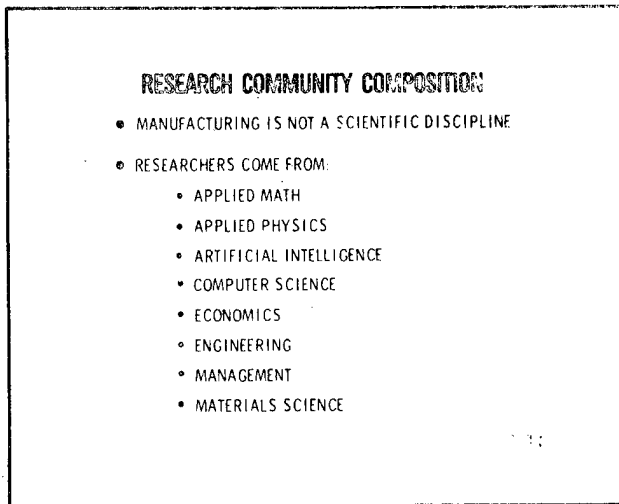 RESEARCH COMMUNITY COMPOSITION
• MANUFACTURING IS NOT A SCIENTIFIC DISCIPLINE
• RESEARCHERS COME FROM:
• APPLIED MATH
• APPLIED PHYSICS
• ARTIFICIAL INTELLIGENCE
• COMPUTER SCIENCE
• ECONOMICS
• ENGINEERING
• MANAGEMENT
• MATERIALS SCIENCE